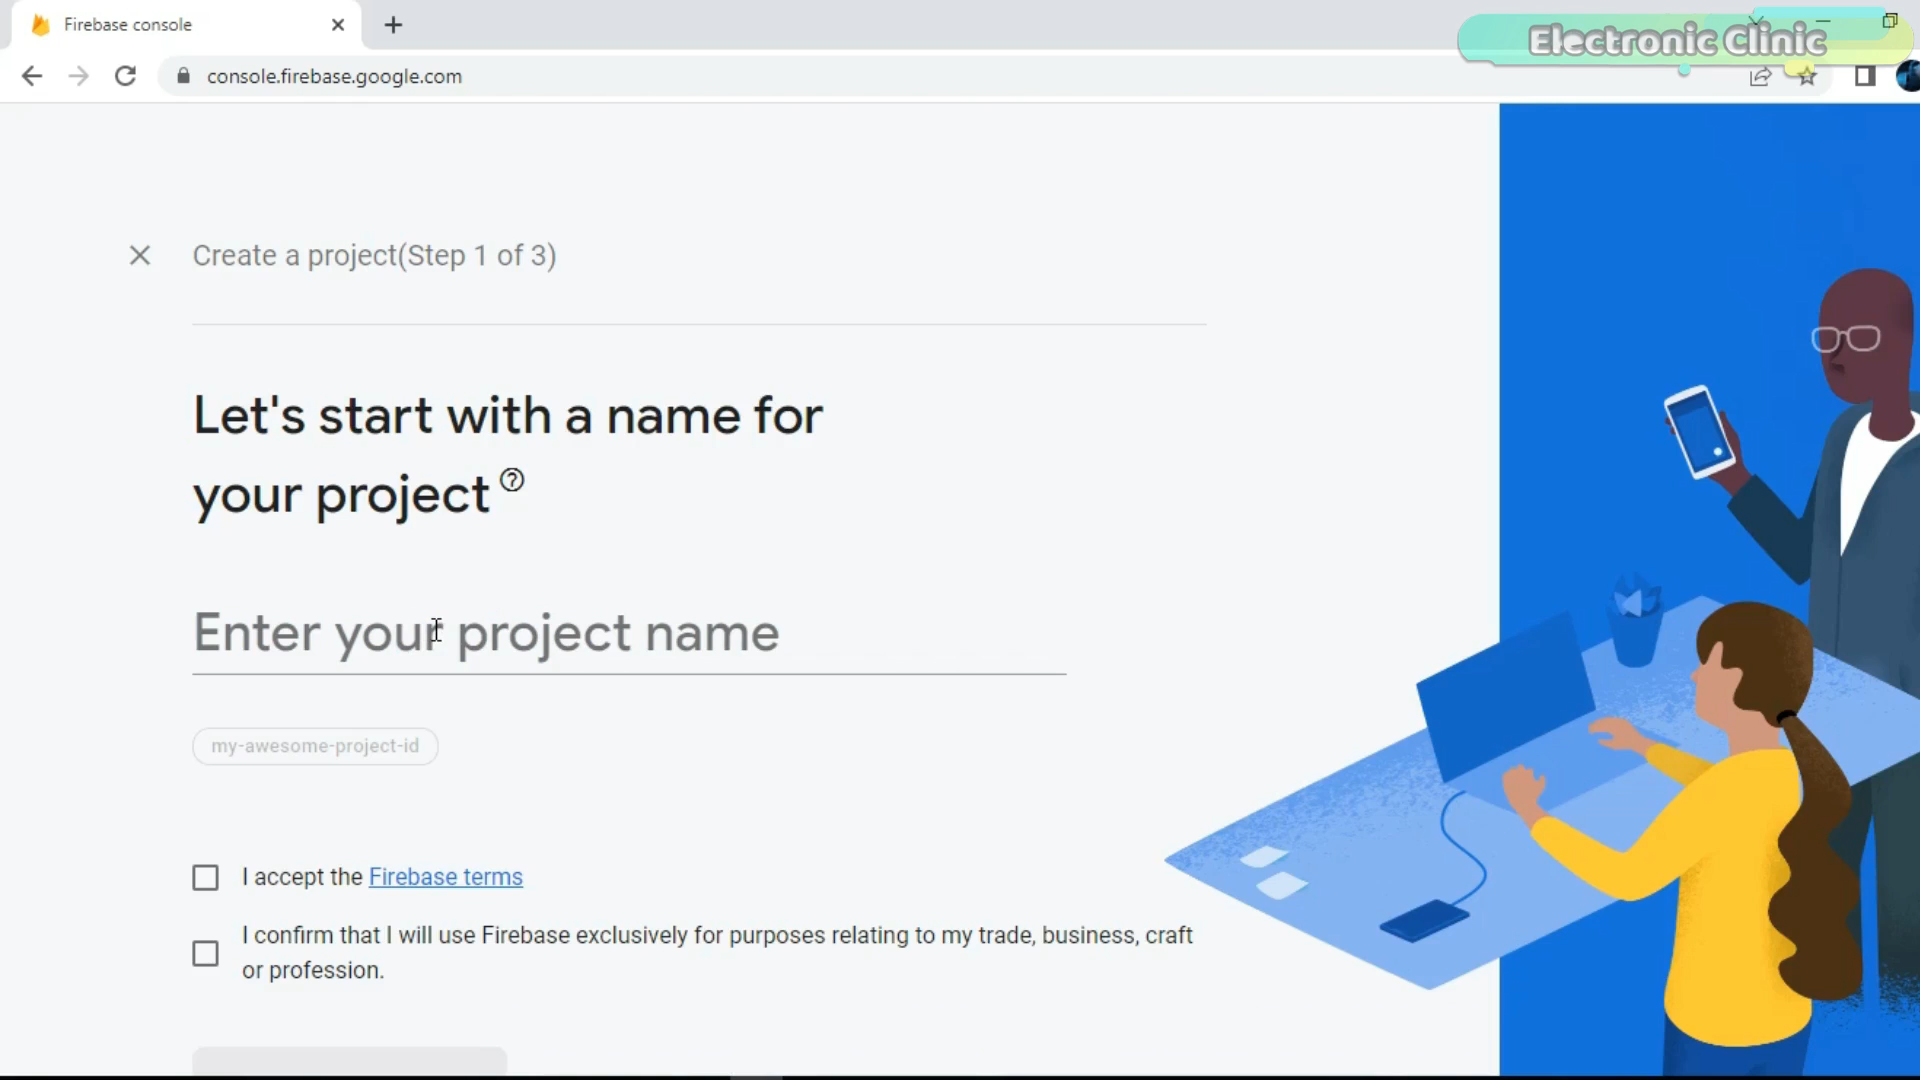 Firebase console
Electronic Clinic
console.firebase.google.com
Create a project(Step 1 of 3)
Let's start with a name for
your project
Enter your project name
my-awesome-project-id
I accept the Firebase terms
I confirm that I will use Firebase exclusively for purposes relating to my trade, business, craft
or profession.